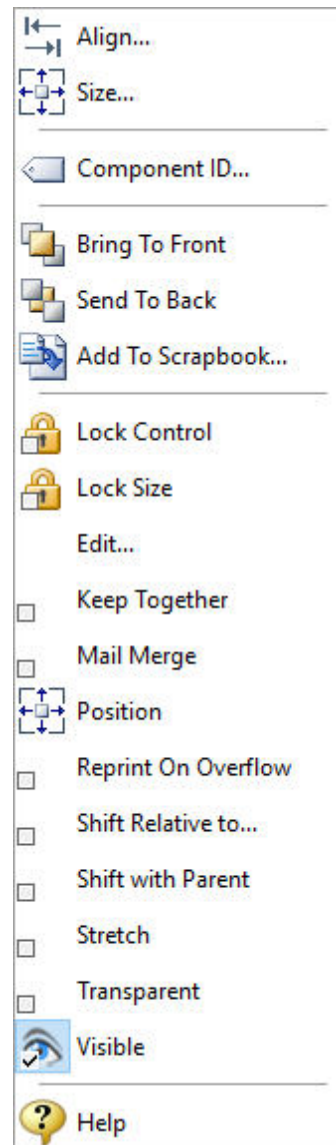 Align...
Size...
Component ID...
Bring To Front
Send To Back
Add To Scrapbook...
Lock Control
Lock Size
Edit...
Keep Together
Mail Merge
Position
Reprint On Overflow
Shift Relative to...
Shift with Parent
Stretch
Transparent
Visible
Help